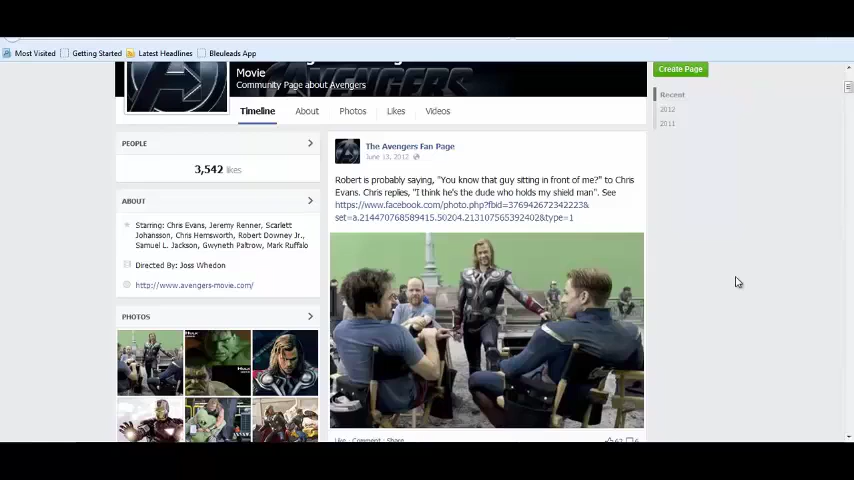 Most Visited Getting Started Latest Headlines Bleuleads App
Movie
Community Page about Avengers
AVENGERS
Create Page
Timeline About Photos Likes Videos
Recent
2012
2011
PEOPLE
3,542 likes
ABOUT
Starring: Chris Evans, Jeremy Renner, Scarlett
Johansson, Chris Hemsworth, Robert Downey Jr.,
Samuel L. Jackson, Gwyneth Paltrow, Mark Ruffalo
Directed By: Joss Whedon
http://www.avengers-movie.com/
PHOTOS
The Avengers Fan Page
June 13, 2012
Robert is probably saying, "You know that guy sitting in front of me?" to Chris
Evans. Chris replies, "I think he's the dude who holds my shield man". See
https://www.facebook.com/photo.php?fbid=376942672342223&
set=a.214470768589415.50204.213107565392402&type=1
Like · Comment · Share